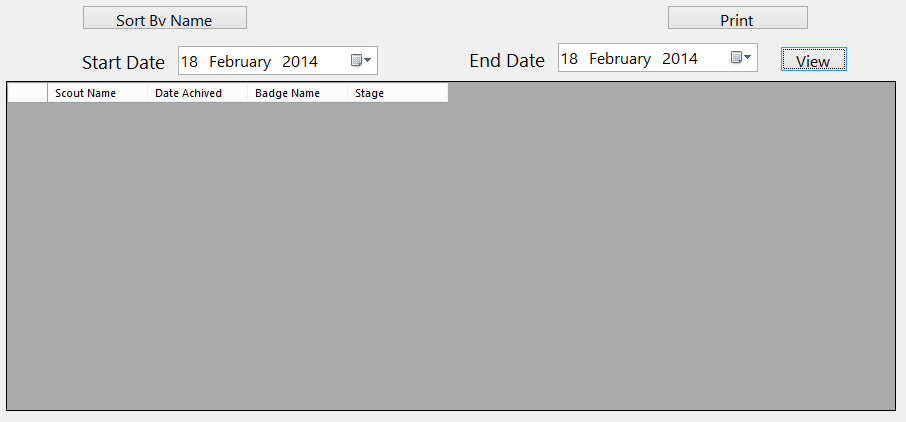 Sort By Name
Print
Start Date 18 February 2014
End Date 18 February 2014
View
Scout Name Date Achived Badge Name Stage